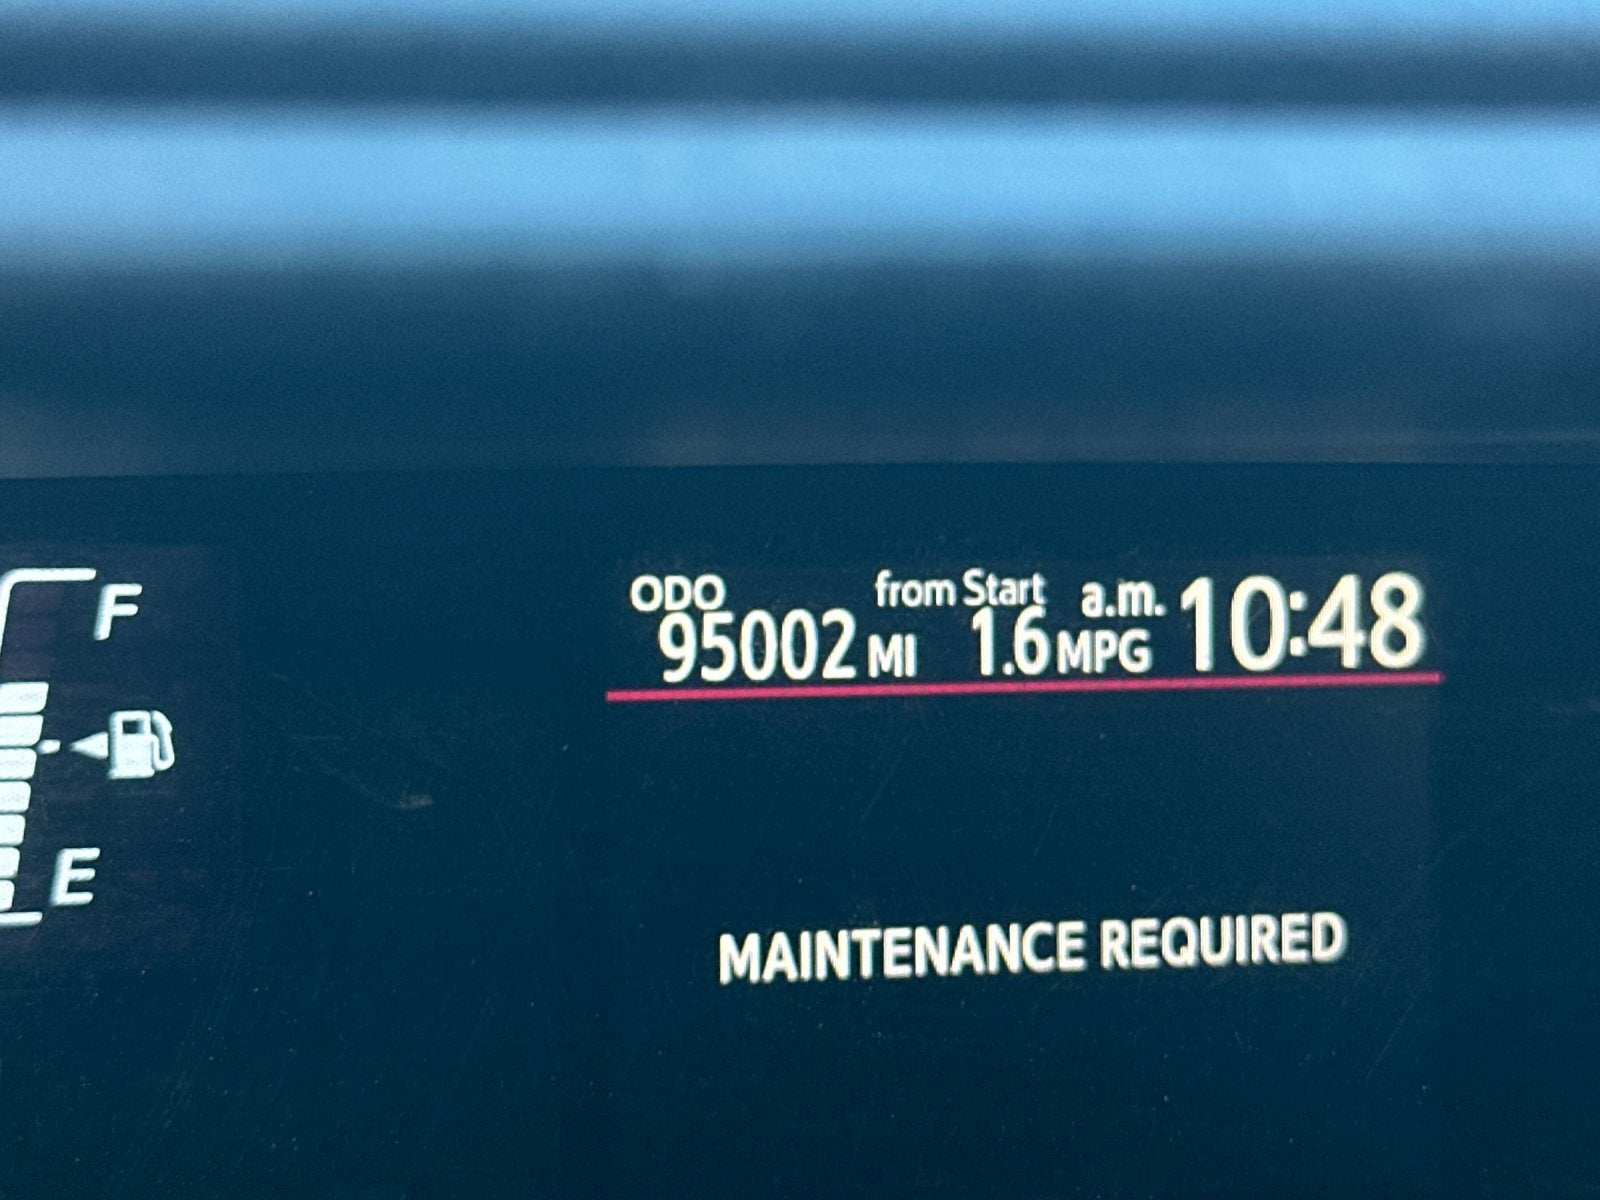 F
E
ODO from Start a.m. 10:48
95002 MI 1.6 MPG
MAINTENANCE REQUIRED